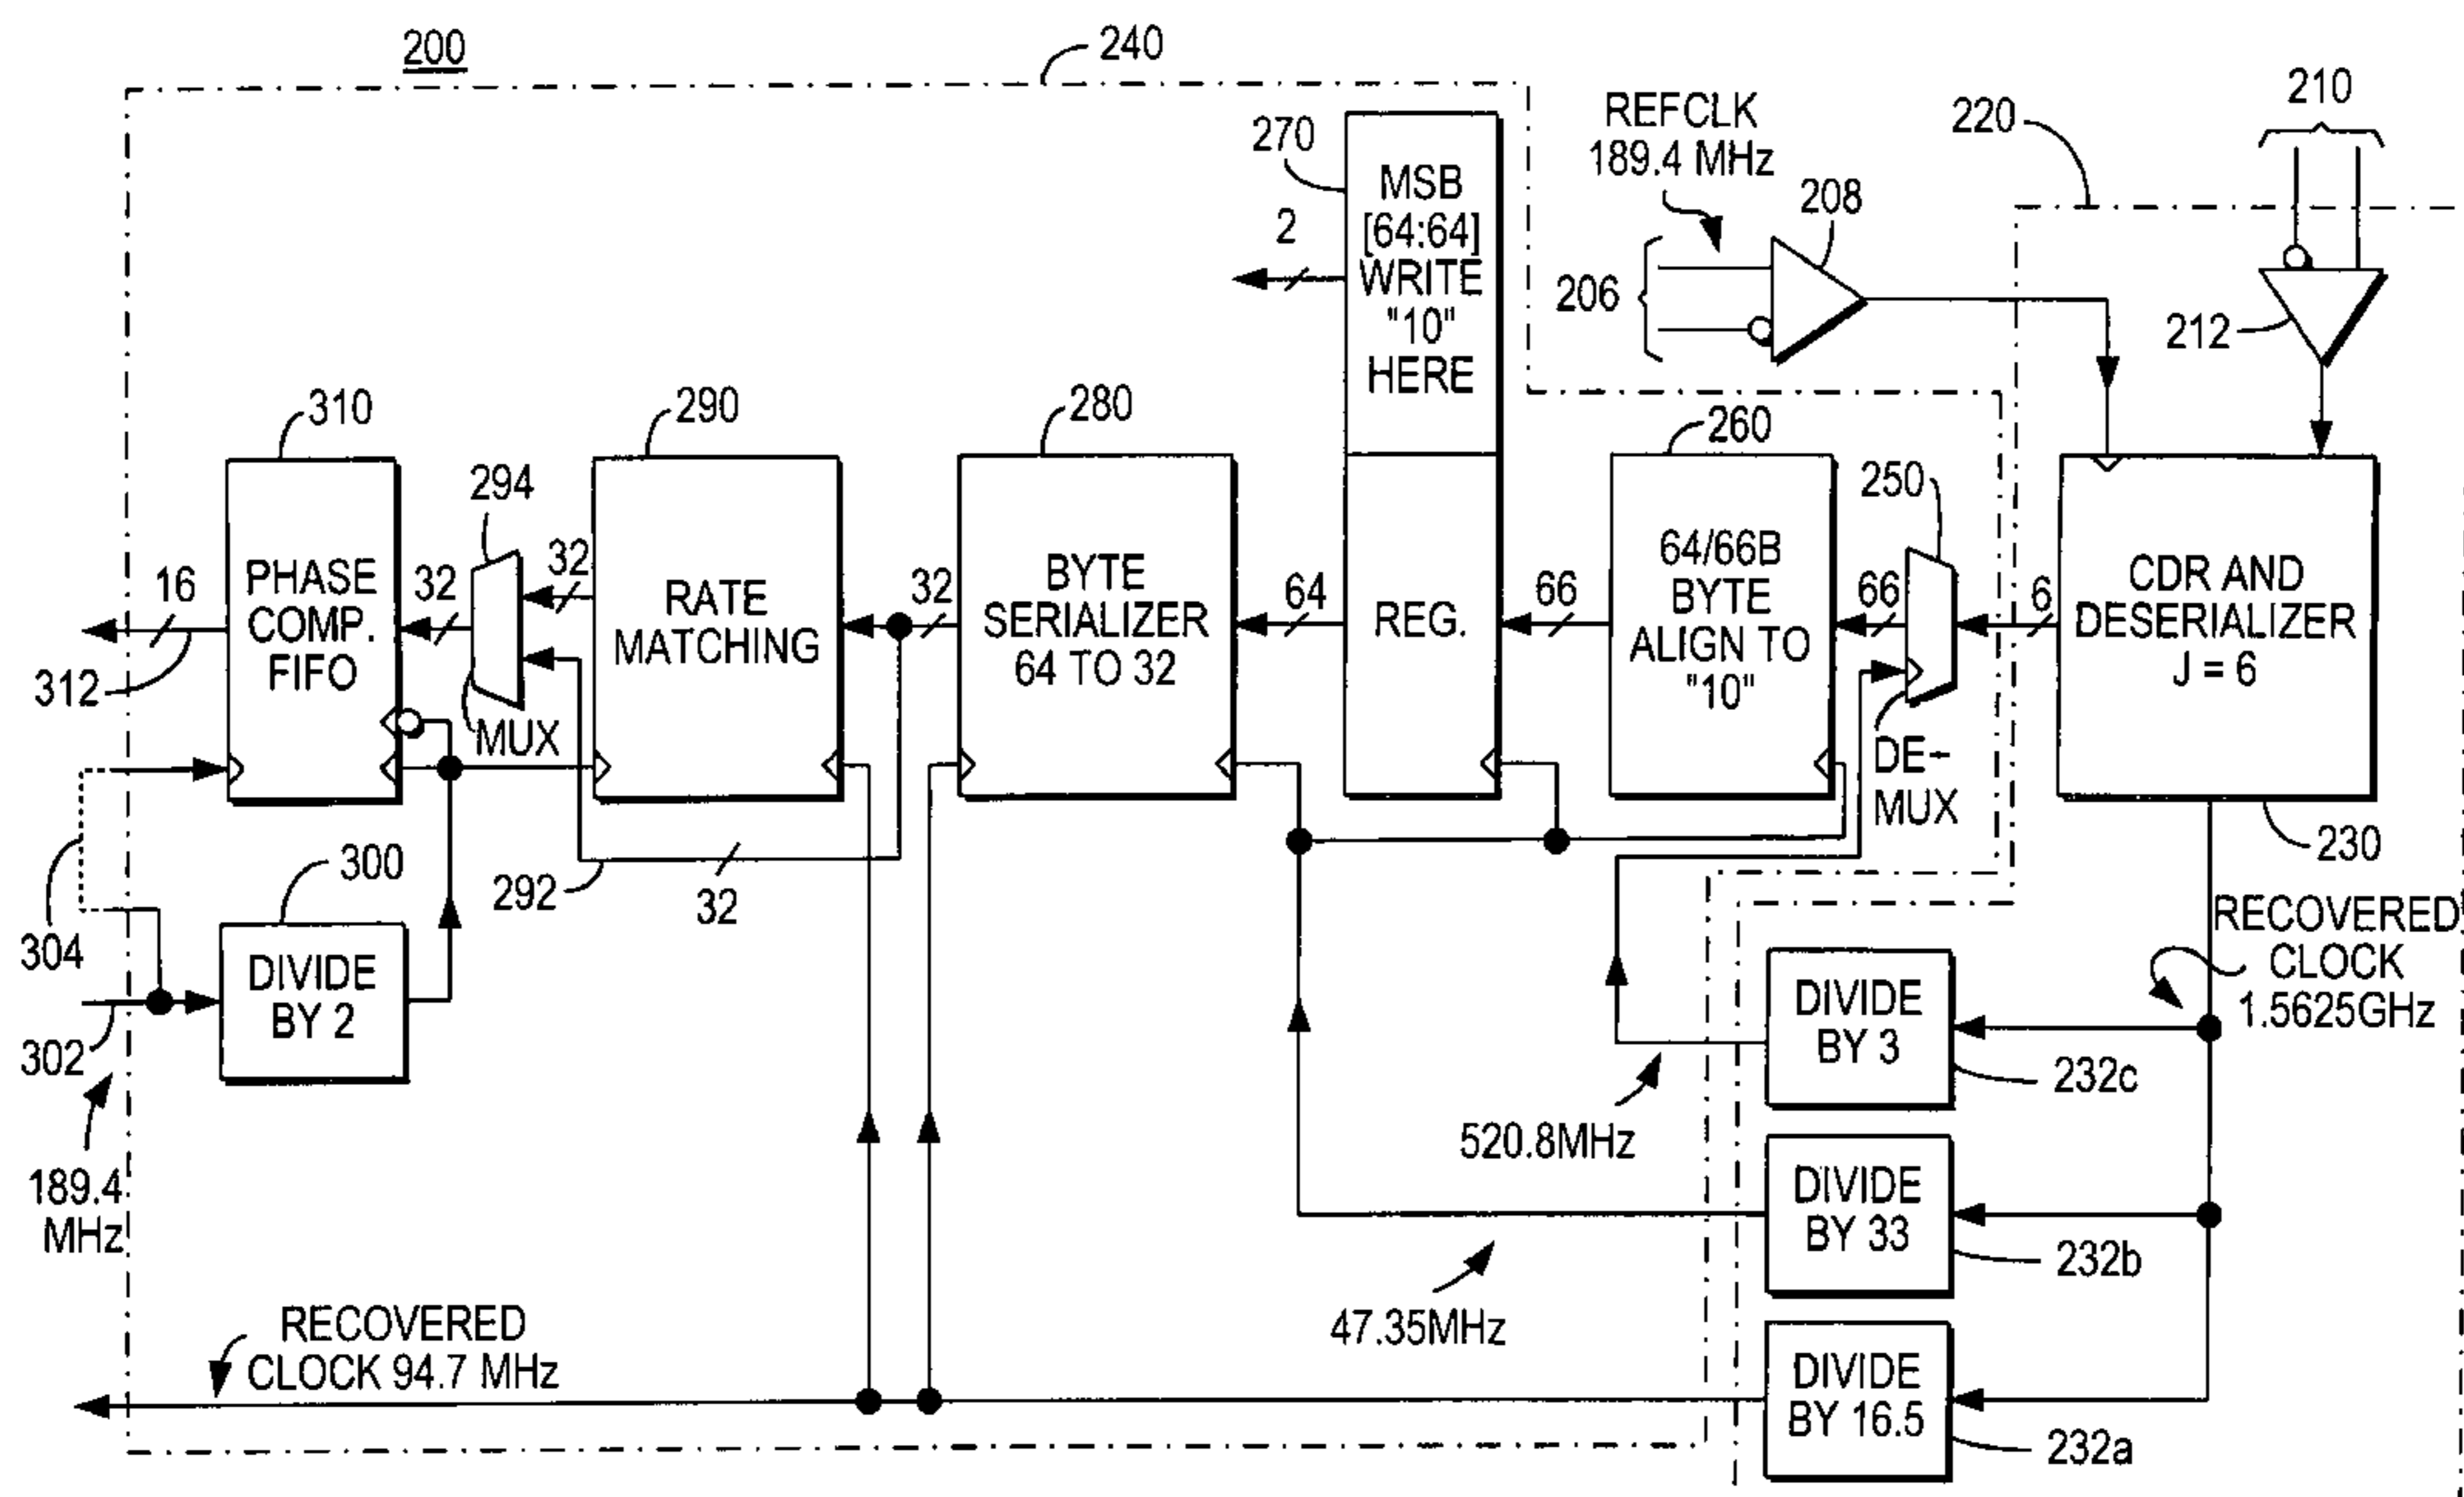 200
240
210
REFCLK
189.4 MHz
220
270
208
MSB
[64:64]
WRITE
"10"
HERE
2
206
212
310
290
280
260
294
250
PHASE
COMP.
FIFO
RATE
MATCHING
BYTE
SERIALIZER
64 TO 32
REG.
64/66B
BYTE
ALIGN TO
"10"
CDR AND
DESERIALIZER
J = 6
16
32
32
32
64
66
66
6
312
MUX
DE-
MUX
230
304
300
292
32
DIVIDE
BY 2
302
189.4
MHz
RECOVERED
CLOCK
1.5625GHz
DIVIDE
BY 3
232c
520.8MHz
DIVIDE
BY 33
232b
47.35MHz
RECOVERED
CLOCK 94.7 MHz
DIVIDE
BY 16.5
232a